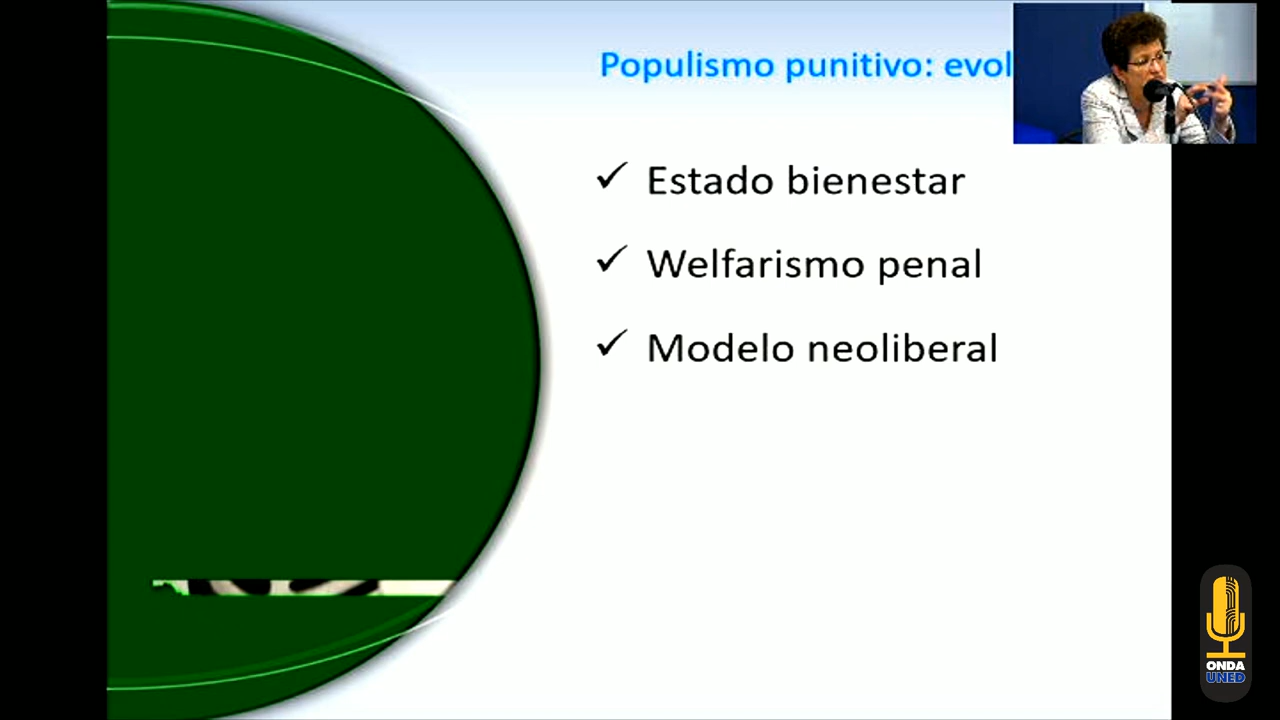 Populismo punitivo: evol
Estado bienestar
Welfarismo penal
Modelo neoliberal
ONDA
UNED